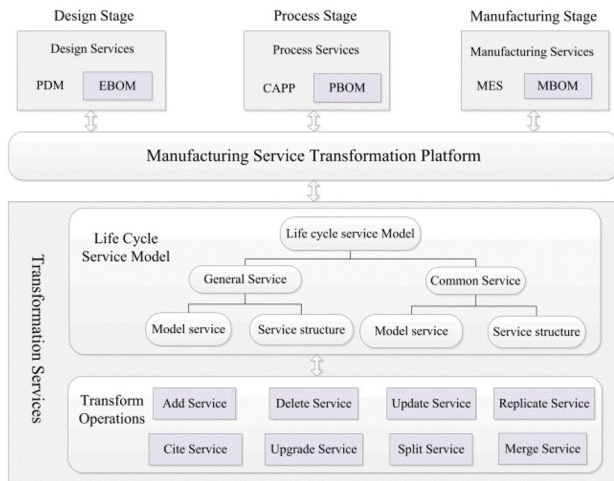 Design Stage
Process Stage
Manufacturing Stage
Design Services
Process Services
Manufacturing Services
PDM
EBOM
CAPP
PBOM
MES
MBOM
Manufacturing Service Transformation Platform
Transformation Services
Life Cycle
Service Model
Life cycle service Model
General Service
Common Service
Model service
Service structure
Model service
Service structure
Transform
Operations
Add Service
Delete Service
Update Service
Replicate Service
Cite Service
Upgrade Service
Split Service
Merge Service